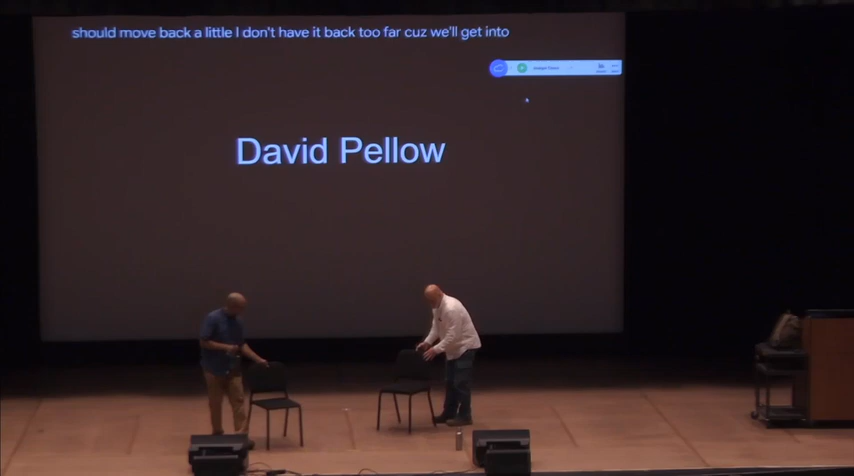 should move back a little I don't have it back too far cuz we'll get into
David Pellow